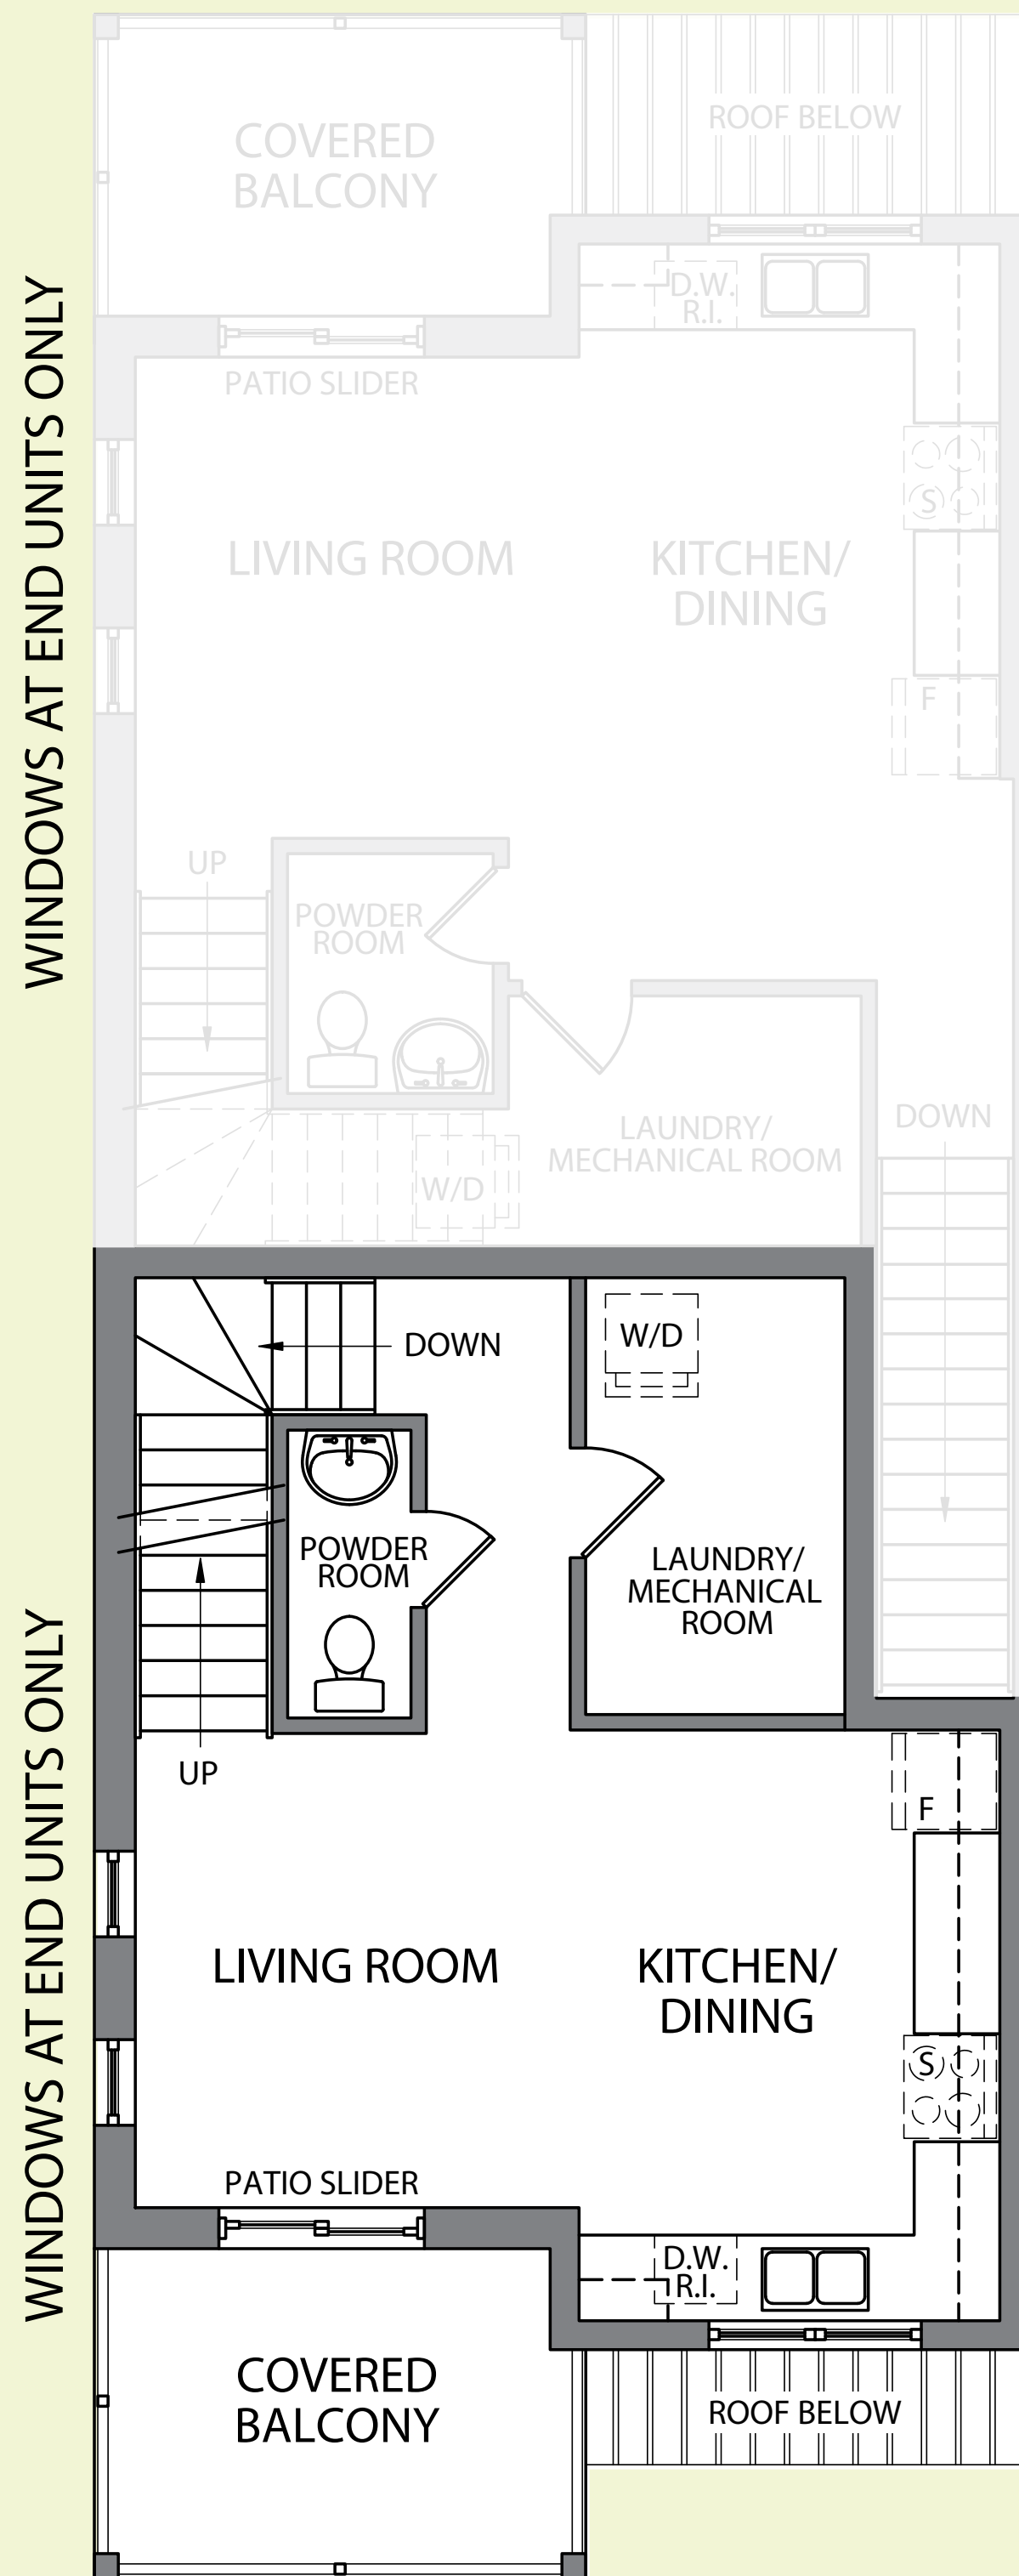 COVERED
BALCONY
ROOF BELOW
D.W.
R.I.
PATIO SLIDER
WINDOWS AT END UNITS ONLY
S
LIVING ROOM
KITCHEN/
DINING
F
UP
POWDER
ROOM
LAUNDRY/
MECHANICAL ROOM
DOWN
W/D
W/D
DOWN
POWDER
ROOM
LAUNDRY/
MECHANICAL
ROOM
UP
F
WINDOWS AT END UNITS ONLY
LIVING ROOM
KITCHEN/
DINING
S
PATIO SLIDER
D.W.
R.I.
COVERED
BALCONY
ROOF BELOW